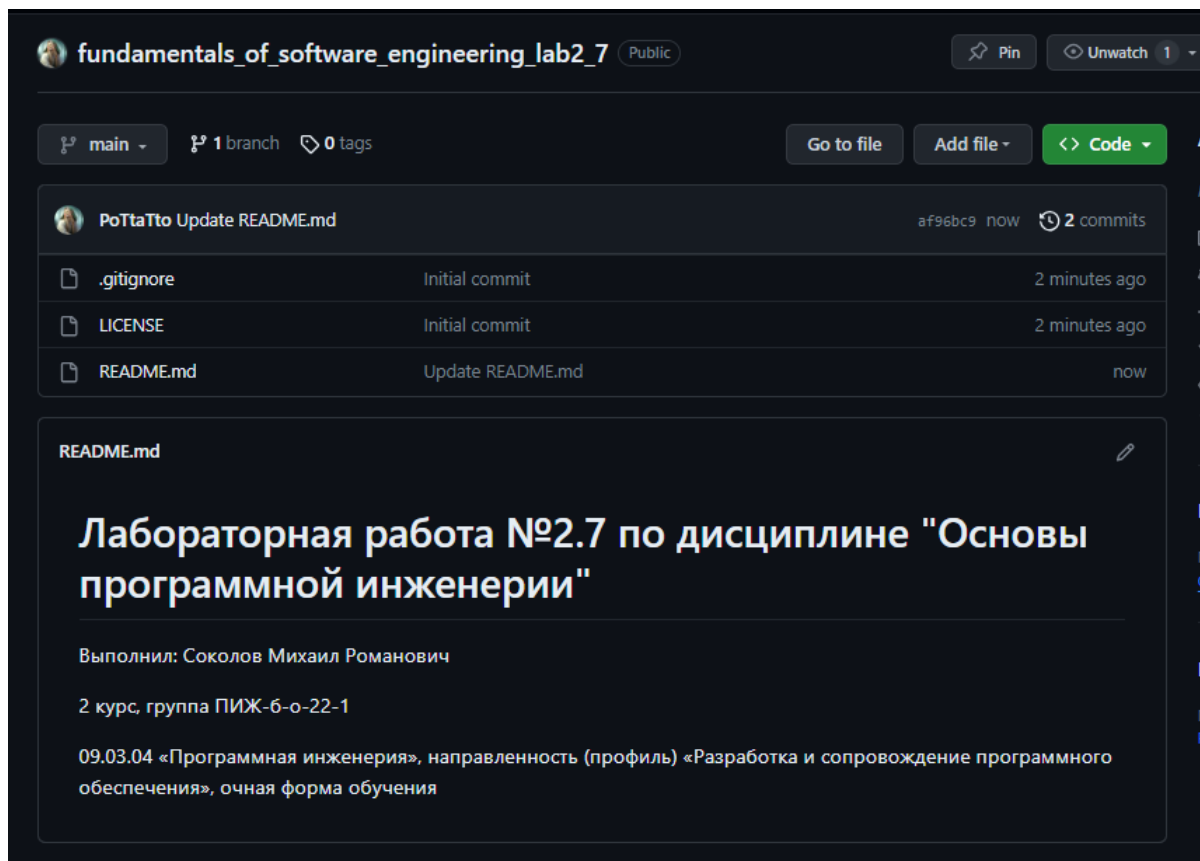 fundamentals_of_software_engineering_lab2_7 Public Pin Unwatch 1
main 1 branch 0 tags Go to file Add file Code
PoTtaTto Update README.md af96bc9 now 2 commits
.gitignore Initial commit 2 minutes ago
LICENSE Initial commit 2 minutes ago
README.md Update README.md now
README.md
Лабораторная работа №2.7 по дисциплине "Основы
программной инженерии"
Выполнил: Соколов Михаил Романович
2 курс, группа ПИЖ-б-о-22-1
09.03.04 «Программная инженерия», направленность (профиль) «Разработка и сопровождение программного
обеспечения», очная форма обучения